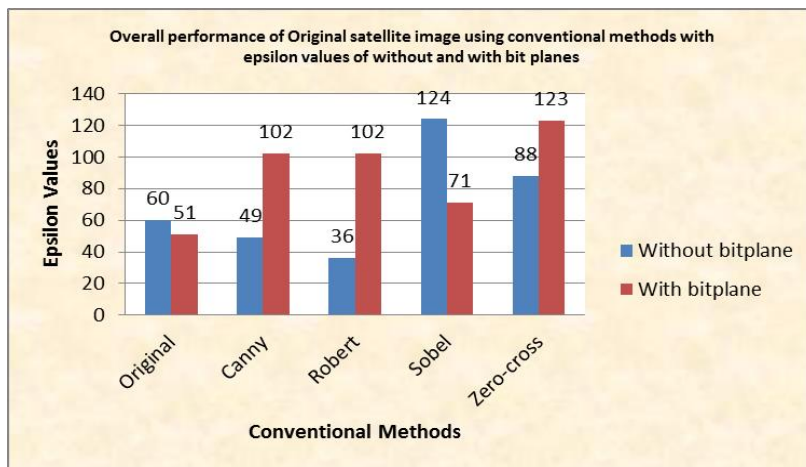 Overall performance of Original satellite image using conventional methods with
epsilon values of without and with bit planes
Epsilon Values
140
120
100
80
60
40
20
0
60
51
49
102
36
102
124
71
88
123
Original
Canny
Robert
Sobel
Zero-cross
Conventional Methods
Without bitplane
With bitplane